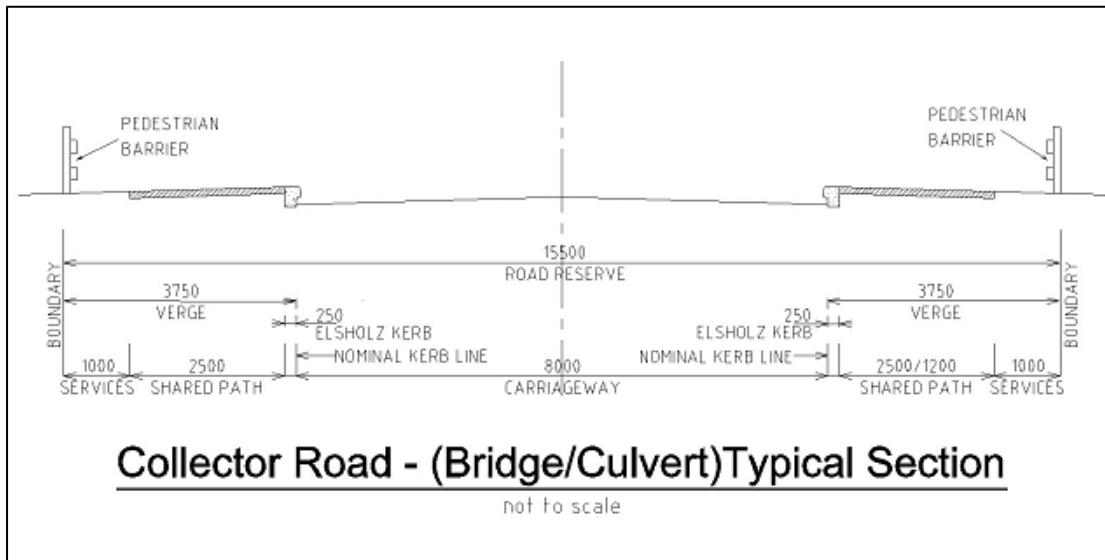 PEDESTRIAN
BARRIER
PEDESTRIAN
BARRIER
15500
ROAD RESERVE
BOUNDARY
BOUNDARY
3750
VERGE
3750
VERGE
250
ELSHOLZ KERB
250
ELSHOLZ KERB
NOMINAL KERB LINE
NOMINAL KERB LINE
1000
SERVICES
2500
SHARED PATH
8000
CARRIAGEWAY
2500/1200
SHARED PATH
1000
SERVICES
Collector Road - (Bridge/Culvert)Typical Section
not to scale